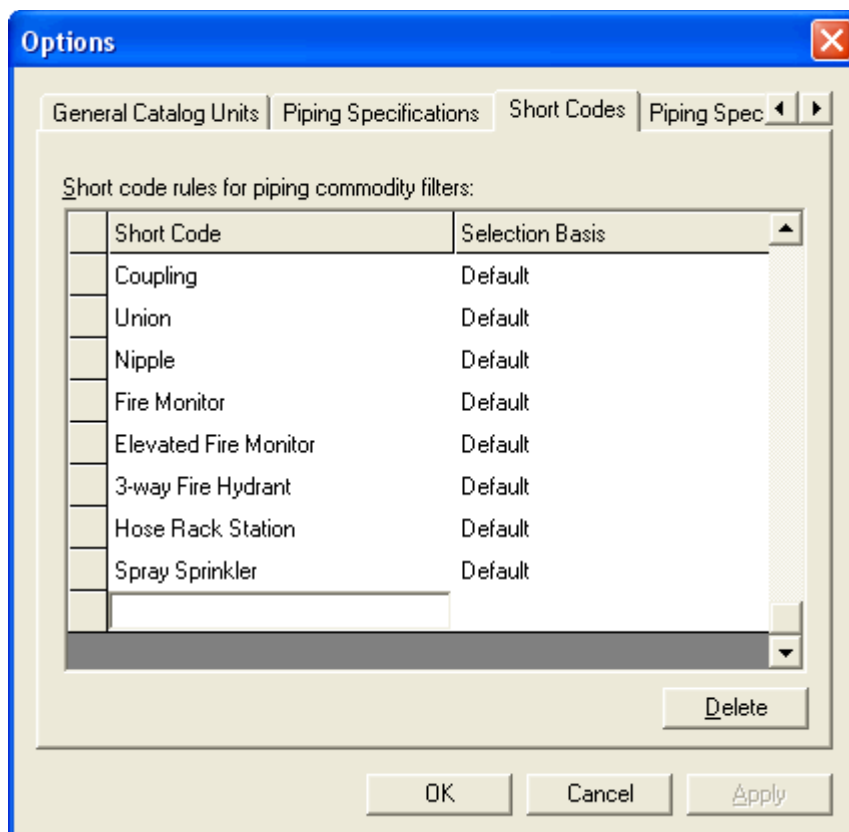 Options
General Catalog Units Piping Specifications Short Codes Piping Spec
Short code rules for piping commodity filters:
Short Code Selection Basis
Coupling Default
Union Default
Nipple Default
Fire Monitor Default
Elevated Fire Monitor Default
3-way Fire Hydrant Default
Hose Rack Station Default
Spray Sprinkler Default
Delete
OK Cancel Apply